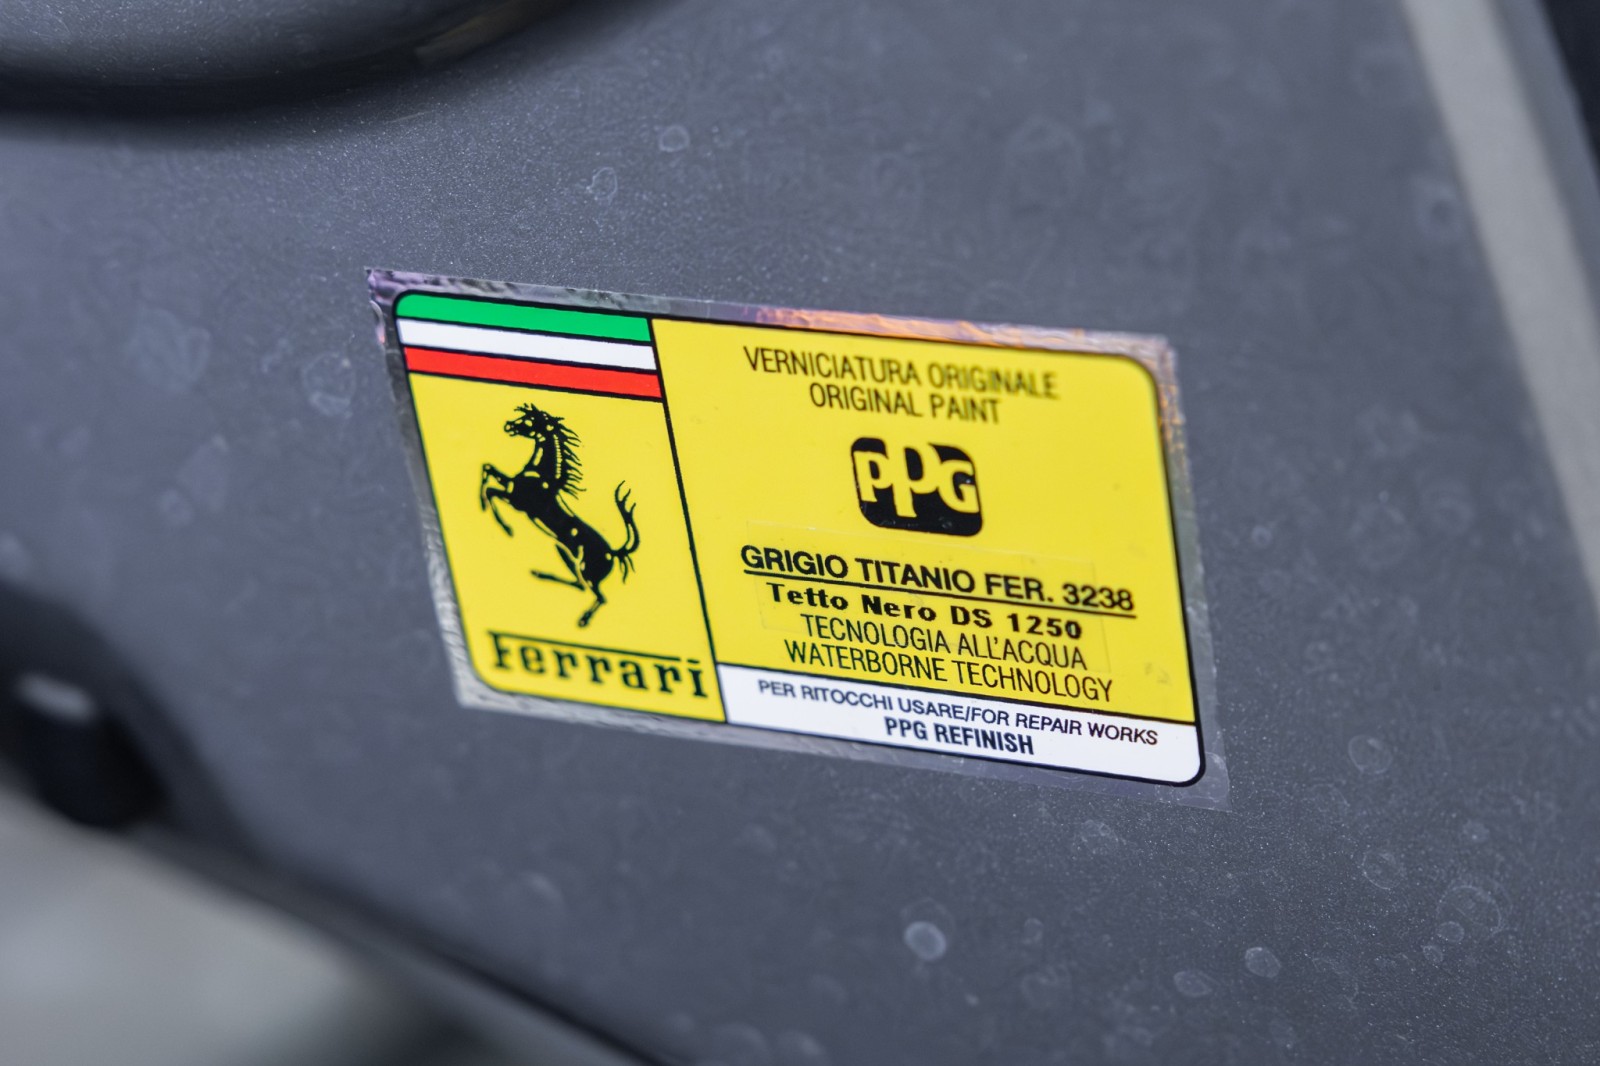 Ferrari
VERNICIATURA ORIGINALE
ORIGINAL PAINT
PPG
GRIGIO TITANIO FER. 3238
Tetto Nero DS 1250
TECNOLOGIA ALL'ACQUA
WATERBORNE TECHNOLOGY
PER RITOCCHI USARE/FOR REPAIR WORKS
PPG REFINISH